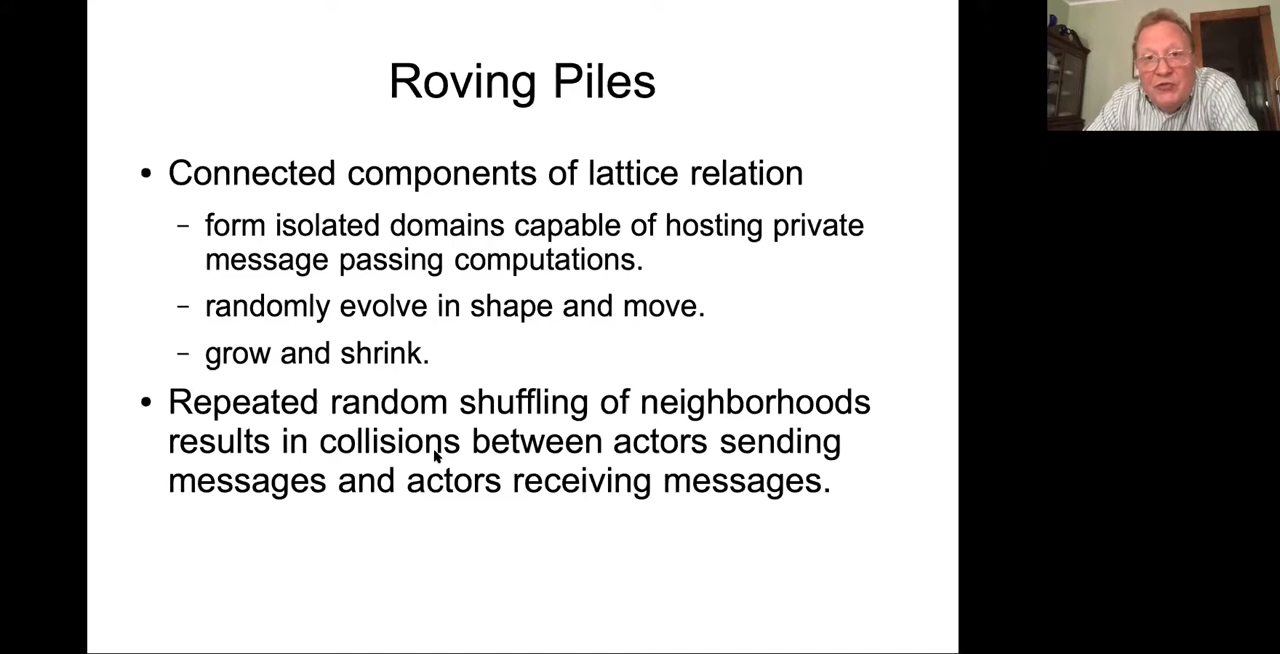 Roving Piles
• Connected components of lattice relation
– form isolated domains capable of hosting private
message passing computations.
– randomly evolve in shape and move.
– grow and shrink.
• Repeated random shuffling of neighborhoods
results in collisions between actors sending
messages and actors receiving messages.